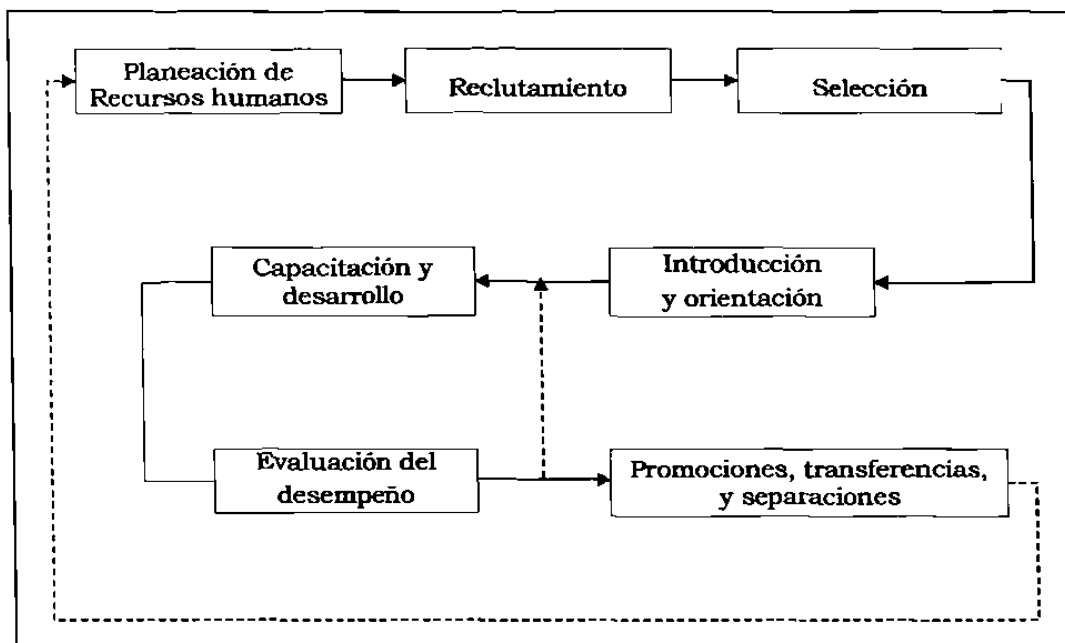 Planeación de
Recursos humanos
Reclutamiento
Selección
Introducción
y orientación
Capacitación y
desarrollo
Evaluación del
desempeño
Promociones, transferencias,
y separaciones